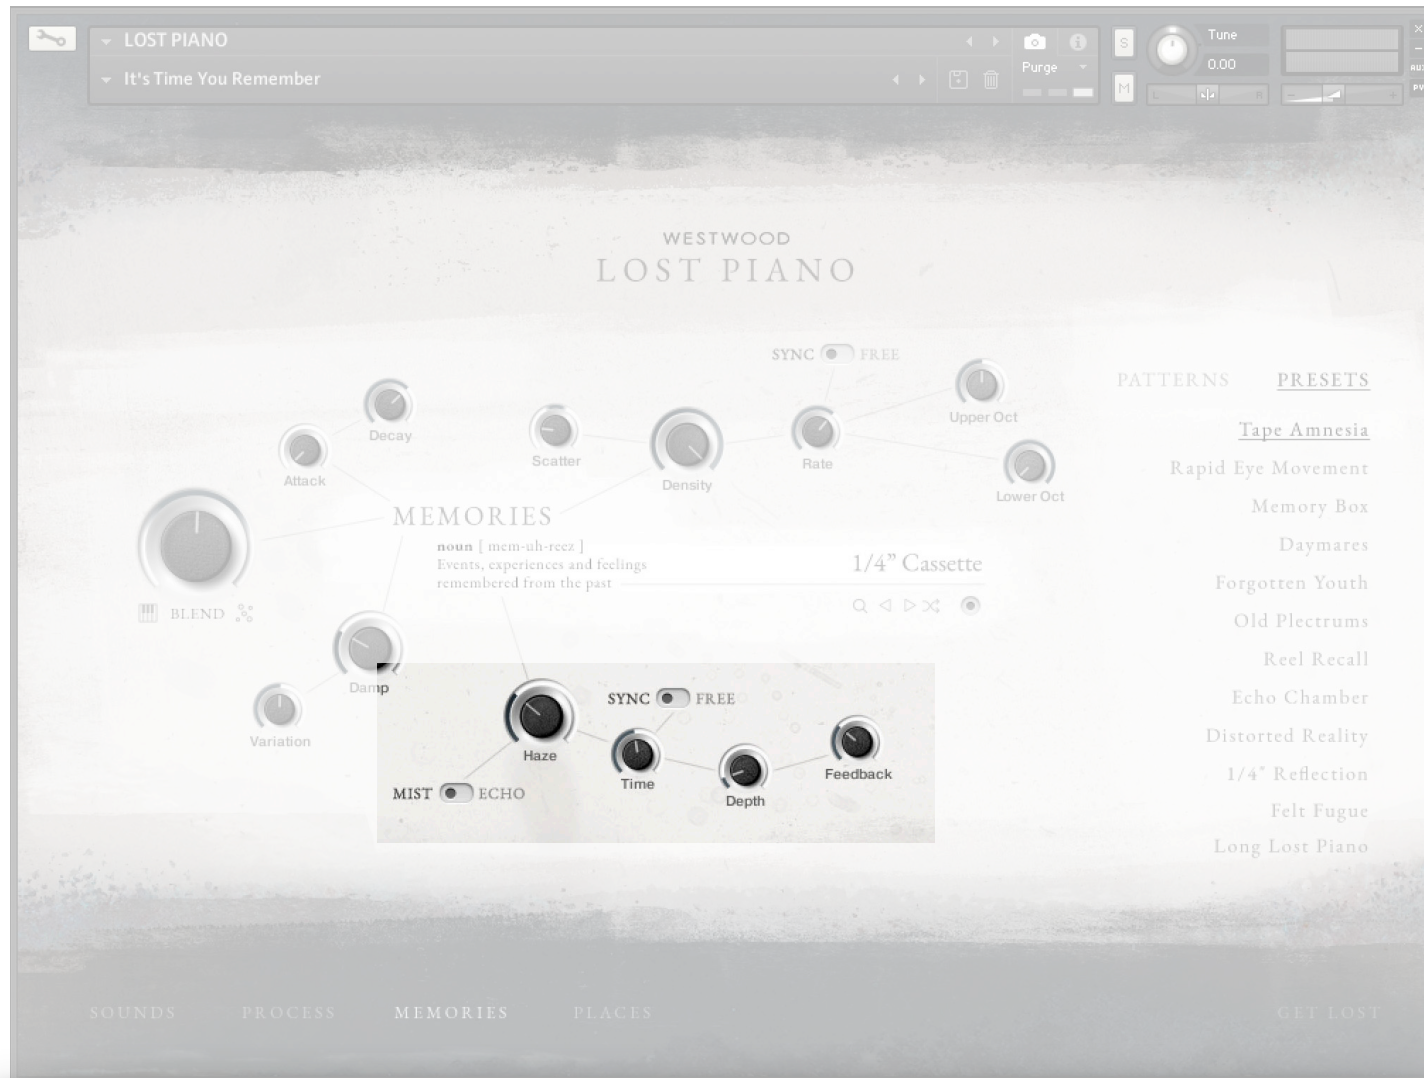 LOST PIANO
It's Time You Remember
Purge
S
M
Tune
0.00
L
R
AUX
PV
WESTWOOD
LOST PIANO
SYNC FREE
PATTERNS PRESETS
Decay
Attack
Scatter
Density
Rate
Upper Oct
Lower Oct
Tape Amnesia
Rapid Eye Movement
Memory Box
Daymares
Forgotten Youth
Old Plectrums
Reel Recall
Echo Chamber
Distorted Reality
1/4" Reflection
Felt Fugue
Long Lost Piano
MEMORIES
noun [ mem-uh-reez ]
Events, experiences and feelings
remembered from the past
1/4” Cassette
BLEND
Damp
Variation
SYNC FREE
Haze
Time
Depth
Feedback
MIST ECHO
SOUNDS PROCESS MEMORIES PLACES GET LOST